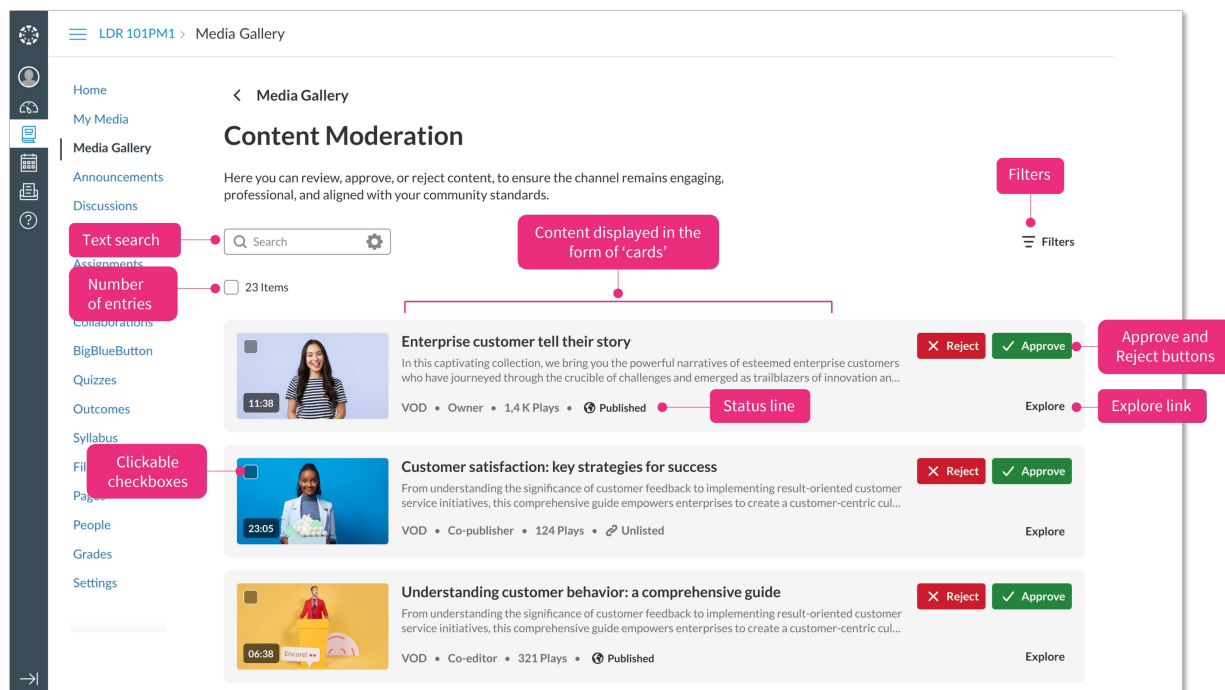 LDR 101PM1 > Media Gallery
Home
My Media
Media Gallery
Announcements
Discussions
Assignments
Collaborations
BigBlueButton
Quizzes
Outcomes
Syllabus
People
Grades
Settings
Media Gallery
Content Moderation
Here you can review, approve, or reject content, to ensure the channel remains engaging,
professional, and aligned with your community standards.
Filters
Text search
Search
Content displayed in the
form of ‘cards’
Filters
Number
of entries
23 Items
Enterprise customer tell their story
In this captivating collection, we bring you the powerful narratives of esteemed enterprise customers
who have journeyed through the crucible of challenges and emerged as trailblazers of innovation an...
11:38
VOD • Owner • 1,4 K Plays • Published
Status line
Reject
Approve
Approve and
Reject buttons
Explore
Explore link
Clickable
checkboxes
Customer satisfaction: key strategies for success
From understanding the significance of customer feedback to implementing result-oriented customer
service initiatives, this comprehensive guide empowers enterprises to create a customer-centric cul...
23:05
VOD • Co-publisher • 124 Plays • Unlisted
Reject
Approve
Explore
Understanding customer behavior: a comprehensive guide
From understanding the significance of customer feedback to implementing result-oriented customer
service initiatives, this comprehensive guide empowers enterprises to create a customer-centric cul...
06:38
Encore!
VOD • Co-editor • 321 Plays • Published
Reject
Approve
Explore